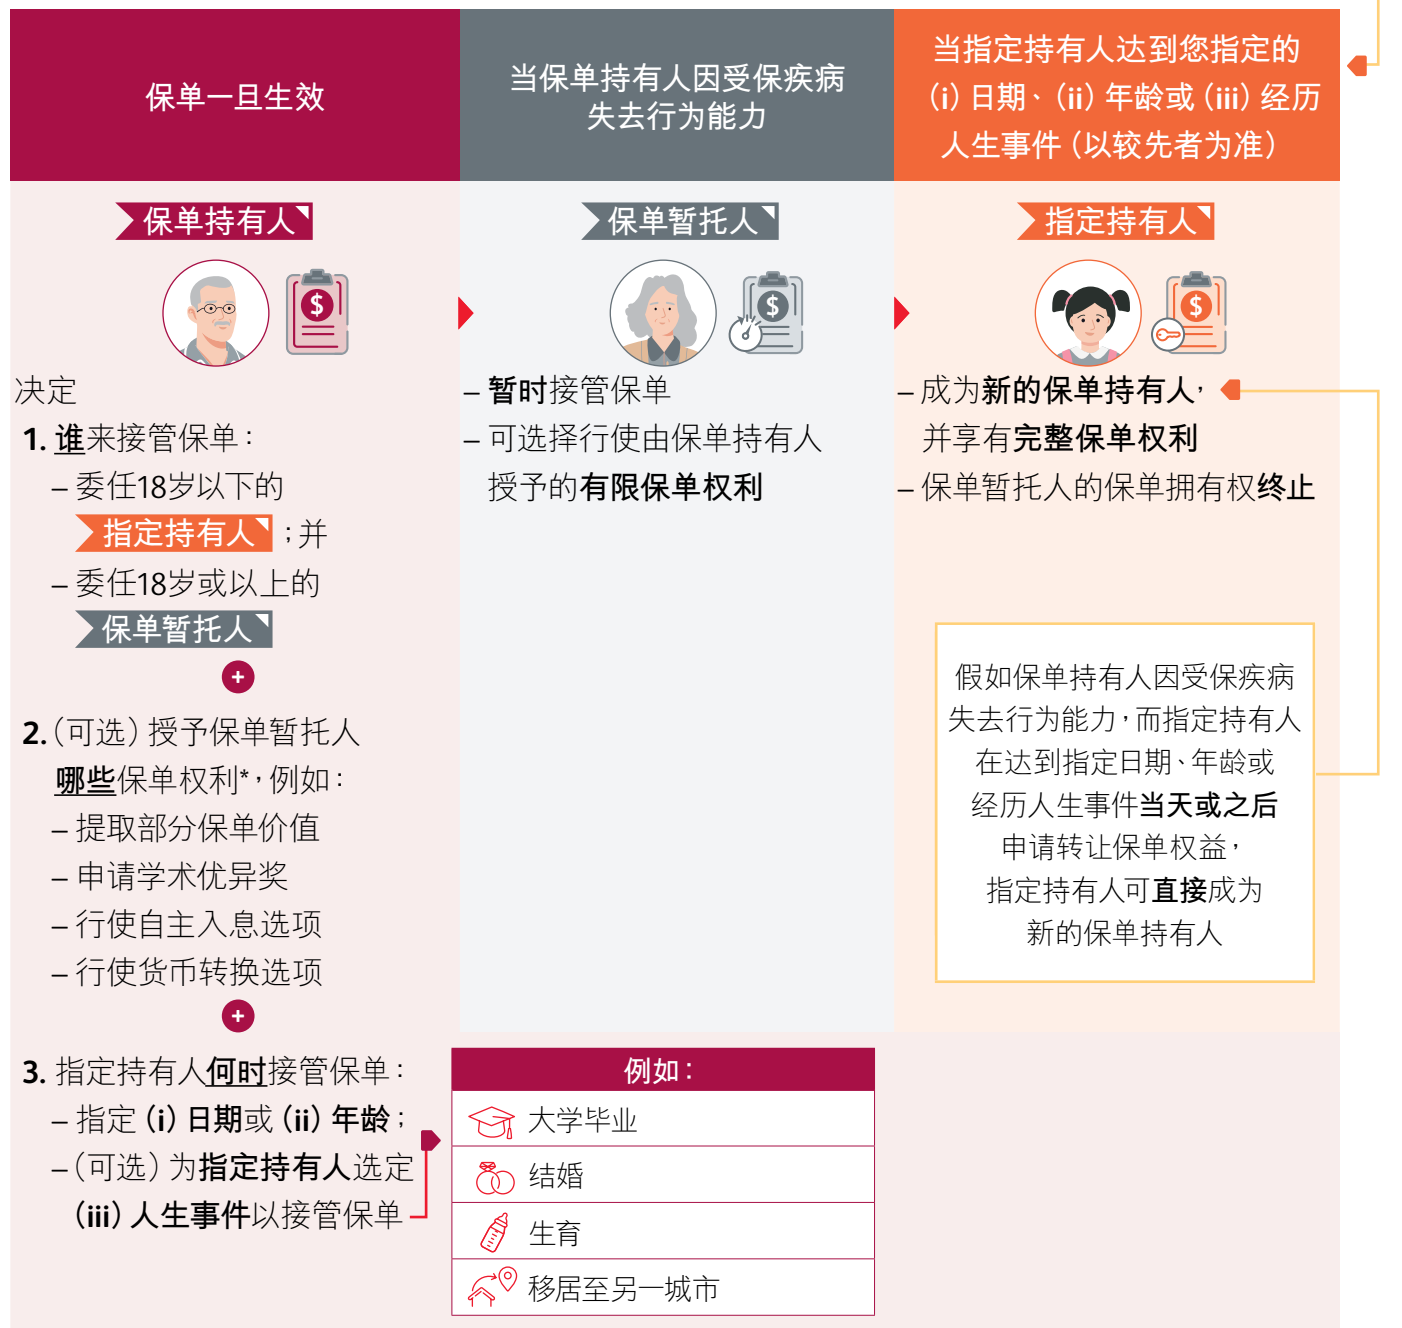 保单一旦生效
保单持有人
决定
1. 谁来接管保单：
– 委任18岁以下的
指定持有人；并
– 委任18岁或以上的
保单暂托人
+
2.（可选）授予保单暂托人
哪些保单权利*，例如：
– 提取部分保单价值
– 申请学术优异奖
– 行使自主入息选项
– 行使货币转换选项
+
3. 指定持有人何时接管保单：
– 指定(i)日期或(ii)年龄；
–（可选）为指定持有人选定
(iii)人生事件以接管保单
例如：
大学毕业
结婚
生育
移居至另一城市
当保单持有人因受保疾病
失去行为能力
保单暂托人
– 暂时接管保单
– 可选择行使由保单持有人
授予的有限保单权利
当指定持有人达到您指定的
(i)日期、(ii)年龄或(iii)经历
人生事件（以较先者为准）
指定持有人
– 成为新的保单持有人，
并享有完整保单权利
– 保单暂托人的保单拥有权终止
假如保单持有人因受保疾病
失去行为能力，而指定持有人
在达到指定日期、年龄或
经历人生事件当天或之后
申请转让保单权益，
指定持有人可直接成为
新的保单持有人
$
$
$